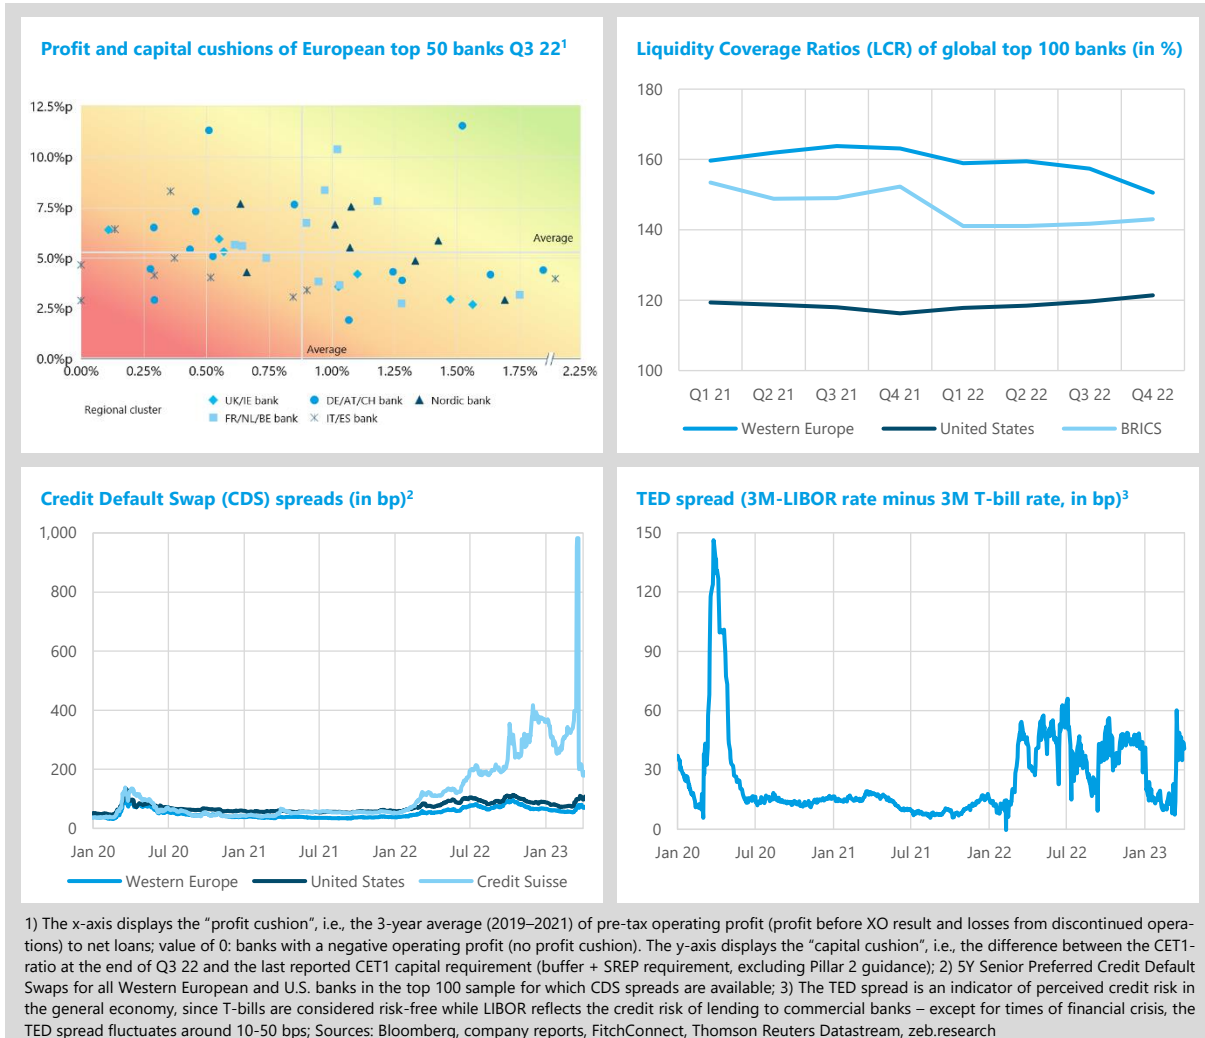 Profit and capital cushions of European top 50 banks Q3 22¹
12.5%p
10.0%p
7.5%p
5.0%p
2.5%p
0.0%p
Average
Average
0.00%
0.25%
0.50%
0.75%
1.00%
1.25%
1.50%
1.75%
2.25%
Regional cluster
UK/IE bank
DE/AT/CH bank
Nordic bank
FR/NL/BE bank
IT/ES bank
Liquidity Coverage Ratios (LCR) of global top 100 banks (in %)
180
160
140
120
100
Q1 21
Q2 21
Q3 21
Q4 21
Q1 22
Q2 22
Q3 22
Q4 22
Western Europe
United States
BRICS
Credit Default Swap (CDS) spreads (in bp)²
1,000
800
600
400
200
0
Jan 20
Jul 20
Jan 21
Jul 21
Jan 22
Jul 22
Jan 23
Western Europe
United States
Credit Suisse
TED spread (3M-LIBOR rate minus 3M T-bill rate, in bp)³
150
120
90
60
30
0
Jan 20
Jul 20
Jan 21
Jul 21
Jan 22
Jul 22
Jan 23
1) The x-axis displays the “profit cushion”, i.e., the 3-year average (2019–2021) of pre-tax operating profit (profit before XO result and losses from discontinued opera-
tions) to net loans; value of 0: banks with a negative operating profit (no profit cushion). The y-axis displays the “capital cushion”, i.e., the difference between the CET1-
ratio at the end of Q3 22 and the last reported CET1 capital requirement (buffer + SREP requirement, excluding Pillar 2 guidance); 2) 5Y Senior Preferred Credit Default
Swaps for all Western European and U.S. banks in the top 100 sample for which CDS spreads are available; 3) The TED spread is an indicator of perceived credit risk in
the general economy, since T-bills are considered risk-free while LIBOR reflects the credit risk of lending to commercial banks – except for times of financial crisis, the
TED spread fluctuates around 10-50 bps; Sources: Bloomberg, company reports, FitchConnect, Thomson Reuters Datastream, zeb.research